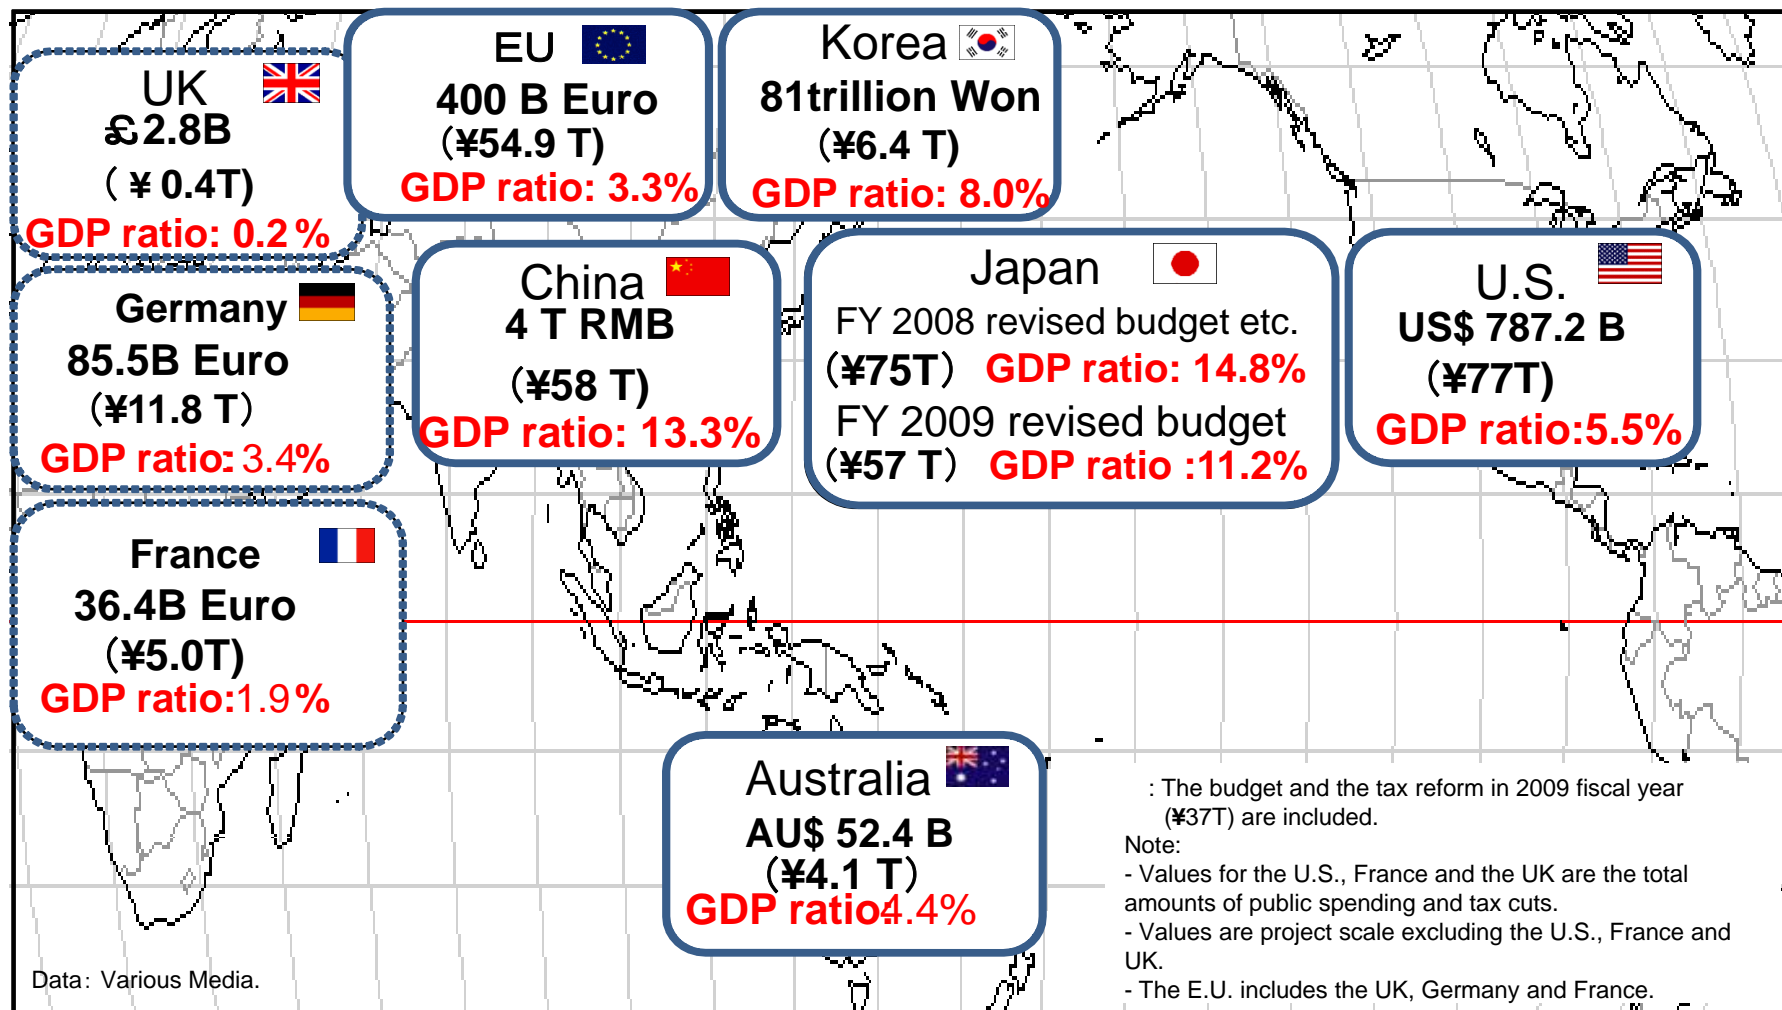 UK
£2.8B
(¥0.4T)
GDP ratio: 0.2%
EU
400 B Euro
(¥54.9 T)
GDP ratio: 3.3%
Korea
81trillion Won
(¥6.4 T)
GDP ratio: 8.0%
Germany
85.5B Euro
(¥11.8 T)
GDP ratio: 3.4%
China
4 T RMB
(¥58 T)
GDP ratio: 13.3%
Japan
FY 2008 revised budget etc.
(¥75T) GDP ratio: 14.8%
FY 2009 revised budget
(¥57 T) GDP ratio :11.2%
U.S.
US$ 787.2 B
(¥77T)
GDP ratio:5.5%
France
36.4B Euro
(¥5.0T)
GDP ratio:1.9%
Australia
AU$ 52.4 B
(¥4.1 T)
GDP ratio:4.4%
: The budget and the tax reform in 2009 fiscal year
(¥37T) are included.
Note:
- Values for the U.S., France and the UK are the total
amounts of public spending and tax cuts.
- Values are project scale excluding the U.S., France and
UK.
- The E.U. includes the UK, Germany and France.
Data: Various Media.